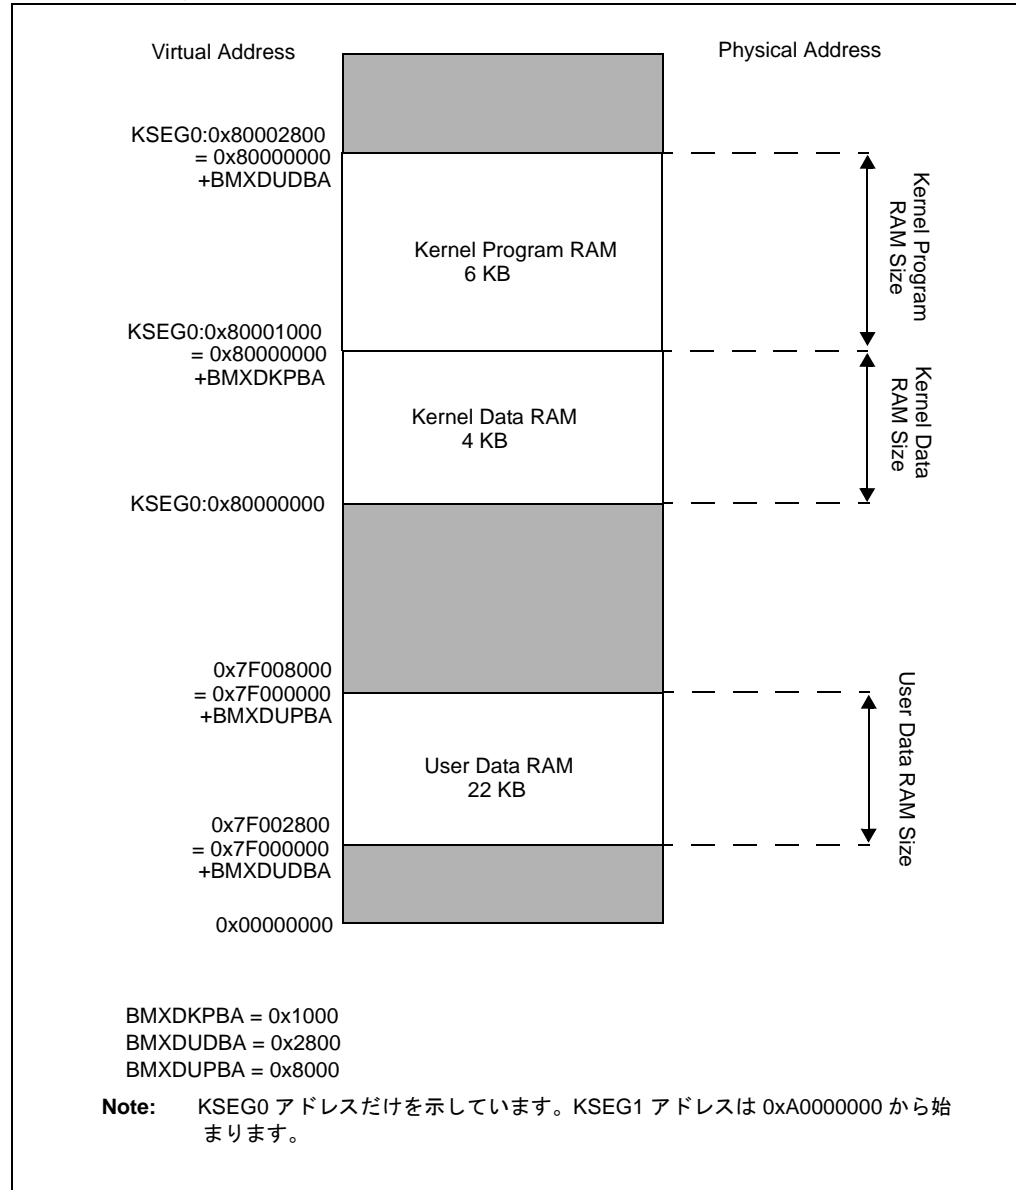 Virtual Address
Physical Address
KSEG0:0x80002800
= 0x80000000
+BMXDUDBA
Kernel Program RAM
6 KB
Kernel Program
RAM Size
KSEG0:0x80001000
= 0x80000000
+BMXDKPBA
Kernel Data RAM
4 KB
Kernel Data
RAM Size
KSEG0:0x80000000
0x7F008000
= 0x7F000000
+BMXDUPBA
User Data RAM
22 KB
User Data RAM Size
0x7F002800
= 0x7F000000
+BMXDUDBA
0x00000000
BMXDKPBA = 0x1000
BMXDUDBA = 0x2800
BMXDUPBA = 0x8000
Note: KSEG0 アドレスだけを示しています。KSEG1 アドレスは 0xA0000000 から始
まります。